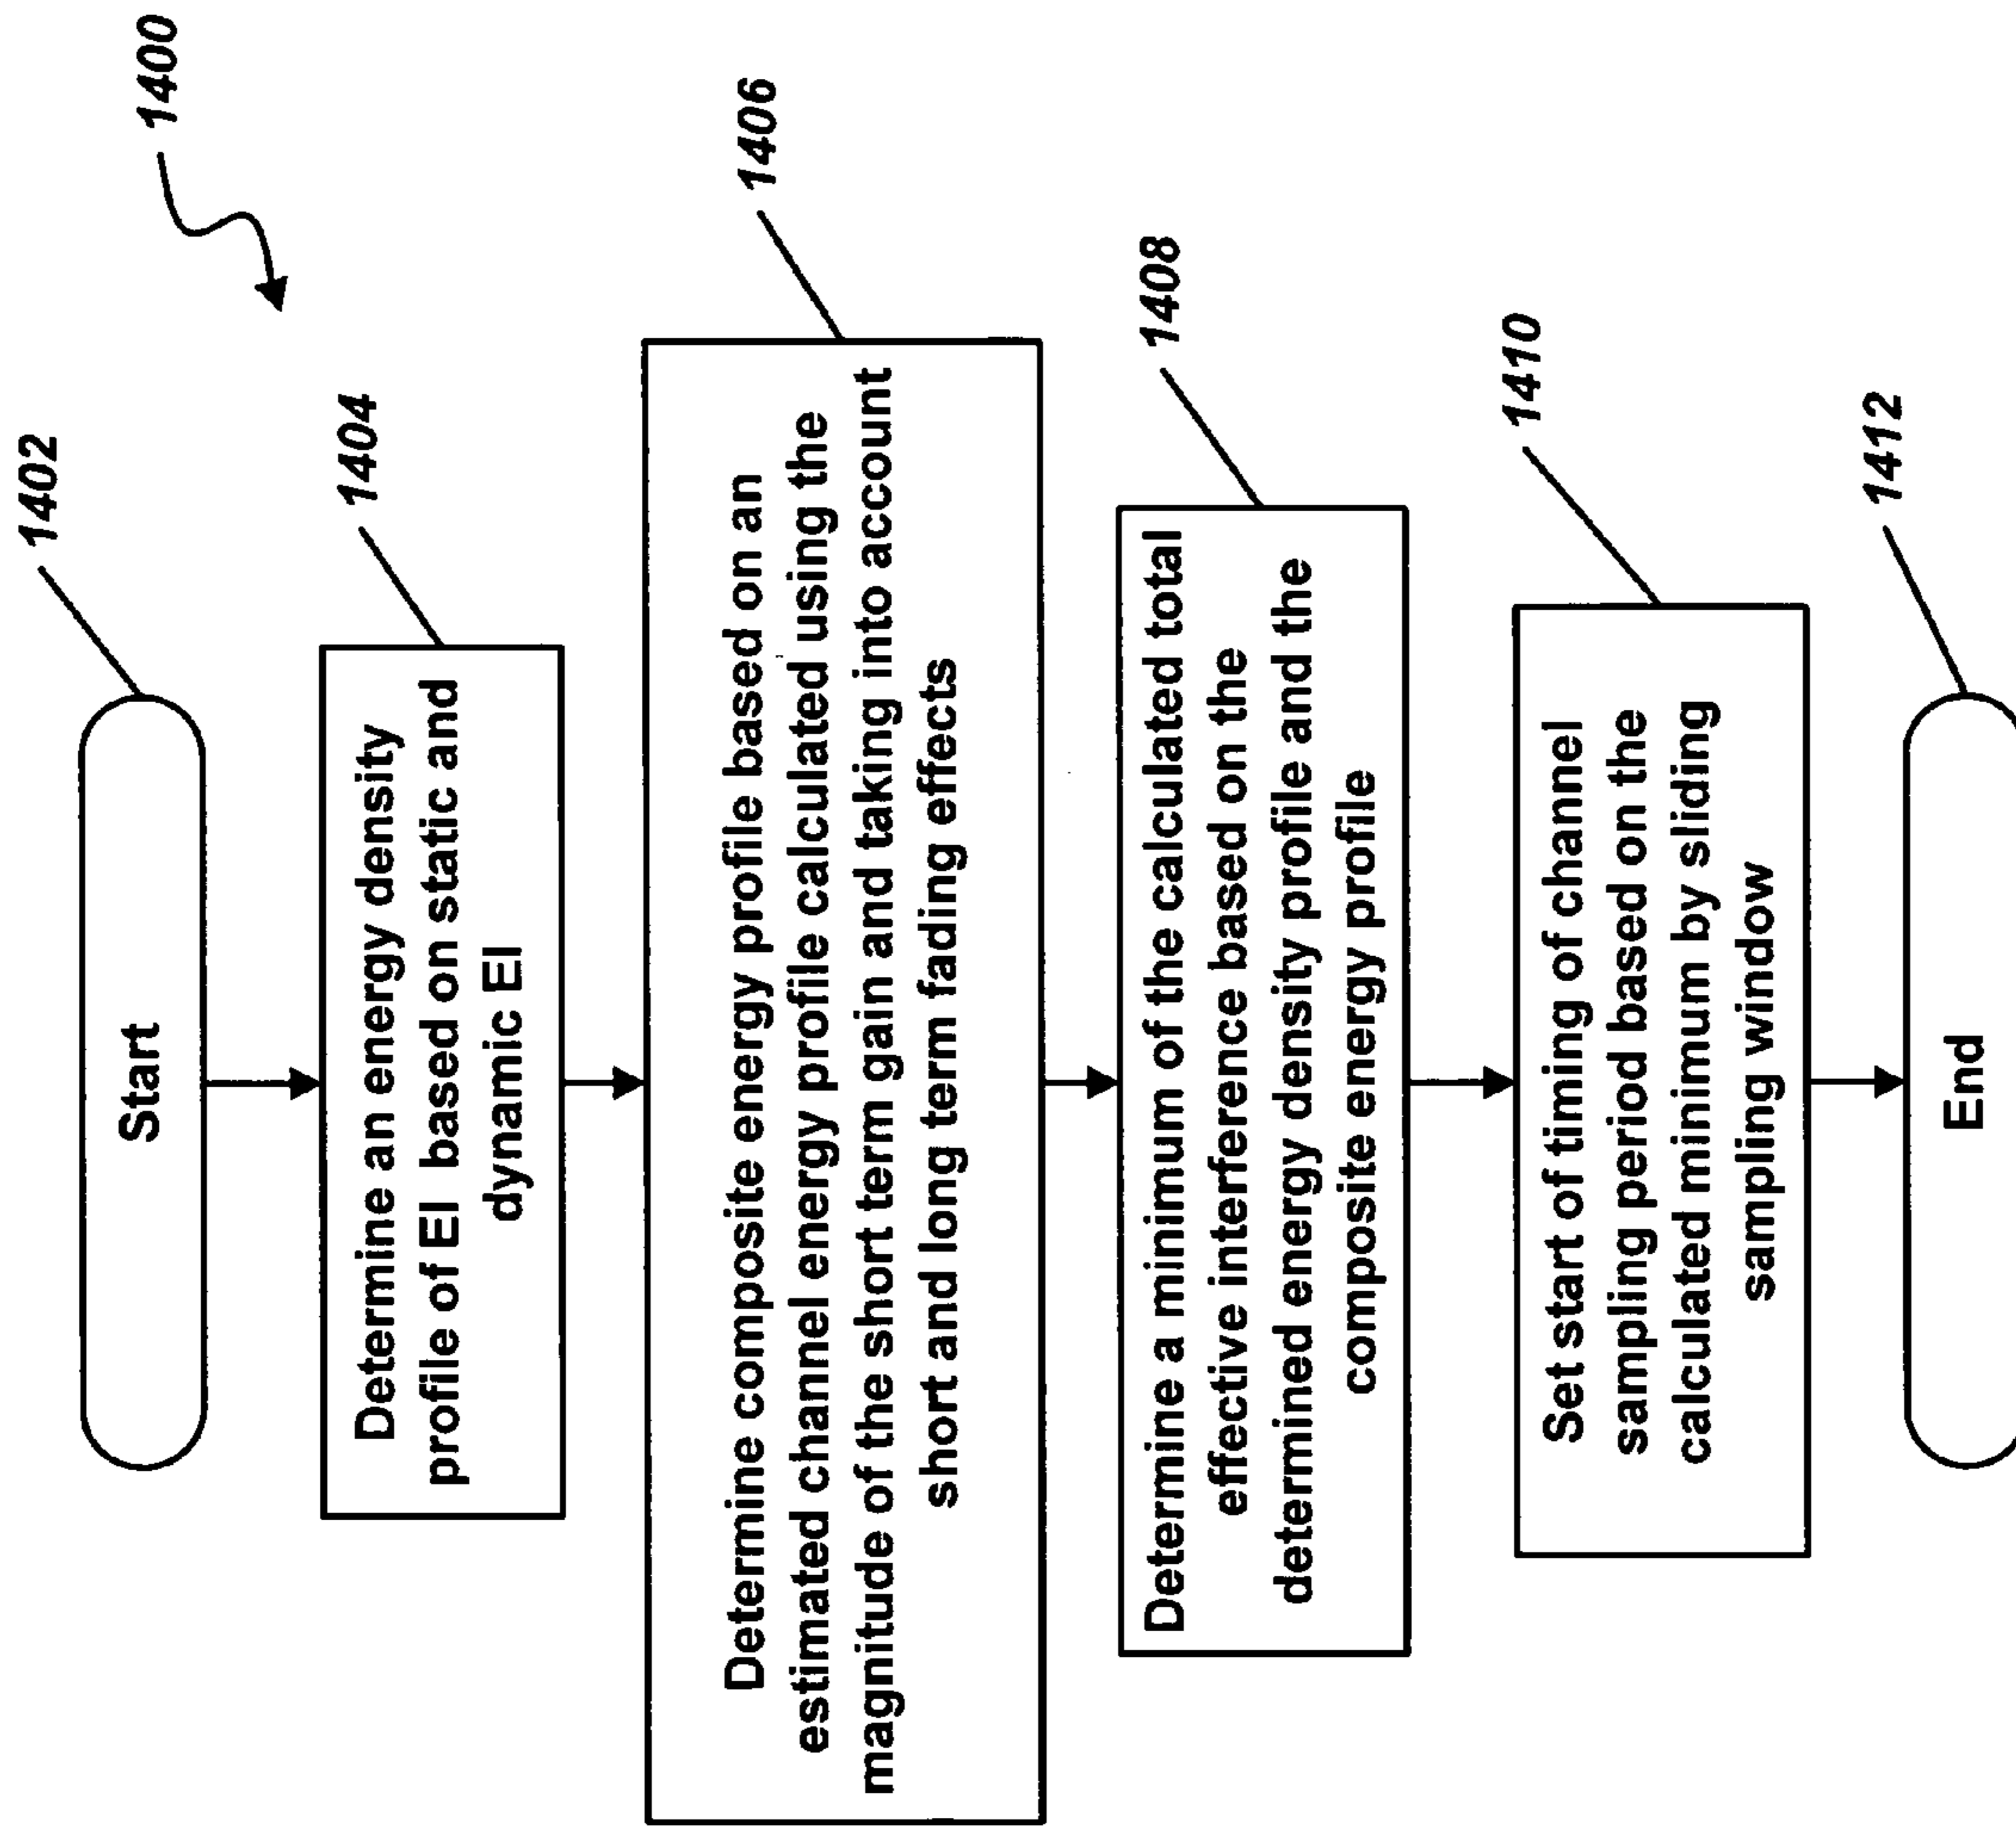 1400
1402
Start
1404
Determine an energy density
profile of EI based on static and
dynamic EI
1406
Determine composite energy profile based on an
estimated channel energy profile calculated using the
magnitude of the short term gain and taking into account
short and long term fading effects
1408
Determine a minimum of the calculated total
effective interference based on the
determined energy density profile and the
composite energy profile
1410
Set start of timing of channel
sampling period based on the
calculated minimum by sliding
sampling window
1412
End